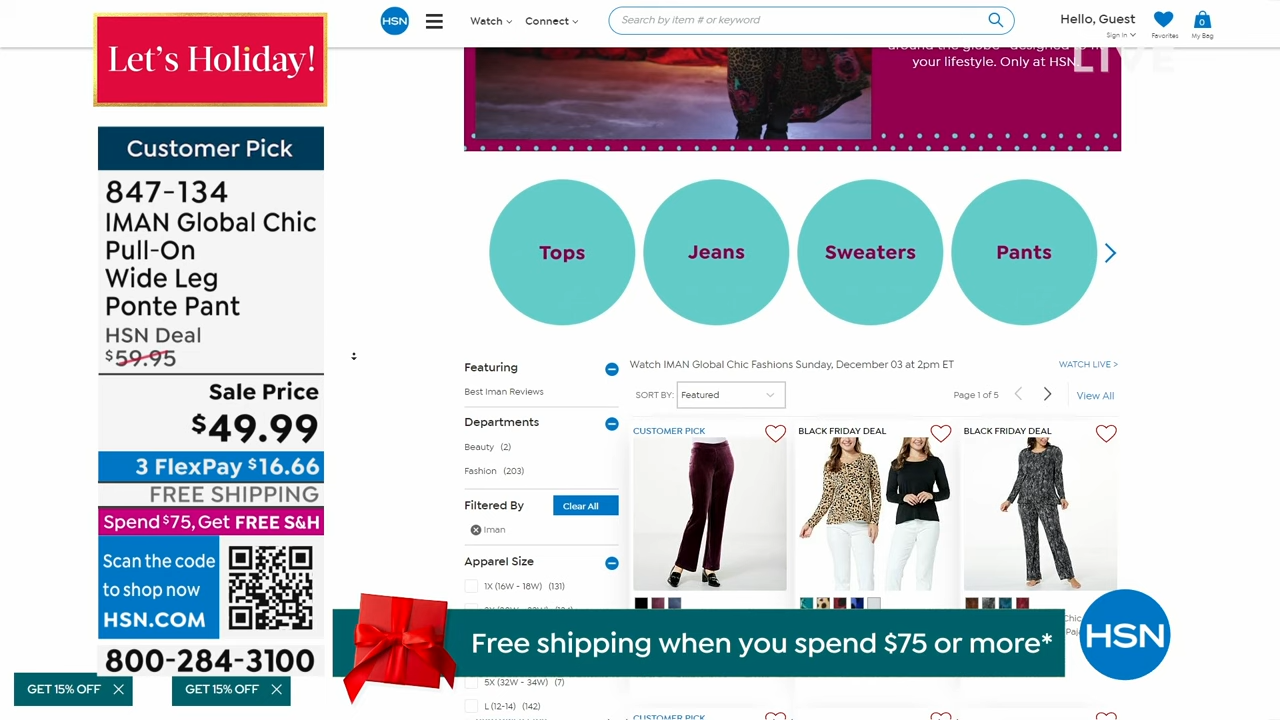 Let's Holiday!
Customer Pick
847-134
IMAN Global Chic
Pull-On
Wide Leg
Ponte Pant
HSN Deal
$59.95
Sale Price
$49.99
3 FlexPay $16.66
FREE SHIPPING
Spend $75, Get FREE S&H
Scan the code
to shop now
HSN.COM
800-284-3100
GET 15% OFF
GET 15% OFF
HSN
Watch
Connect
Search by item # or keyword
Hello, Guest
Sign In
Favorites
0
My Bag
LIVE
around the globe
your lifestyle. Only at HSN.
Tops
Jeans
Sweaters
Pants
Featuring
Best Iman Reviews
Departments
Beauty (2)
Fashion (203)
Filtered By
Clear All
Iman
Apparel Size
1X (16W - 18W) (131)
5X (32W - 34W) (7)
L (12-14) (142)
Watch IMAN Global Chic Fashions Sunday, December 03 at 2pm ET
WATCH LIVE >
SORT BY:
Featured
Page 1 of 5
View All
CUSTOMER PICK
BLACK FRIDAY DEAL
BLACK FRIDAY DEAL
Free shipping when you spend $75 or more*
HSN
CUSTOMER PICK